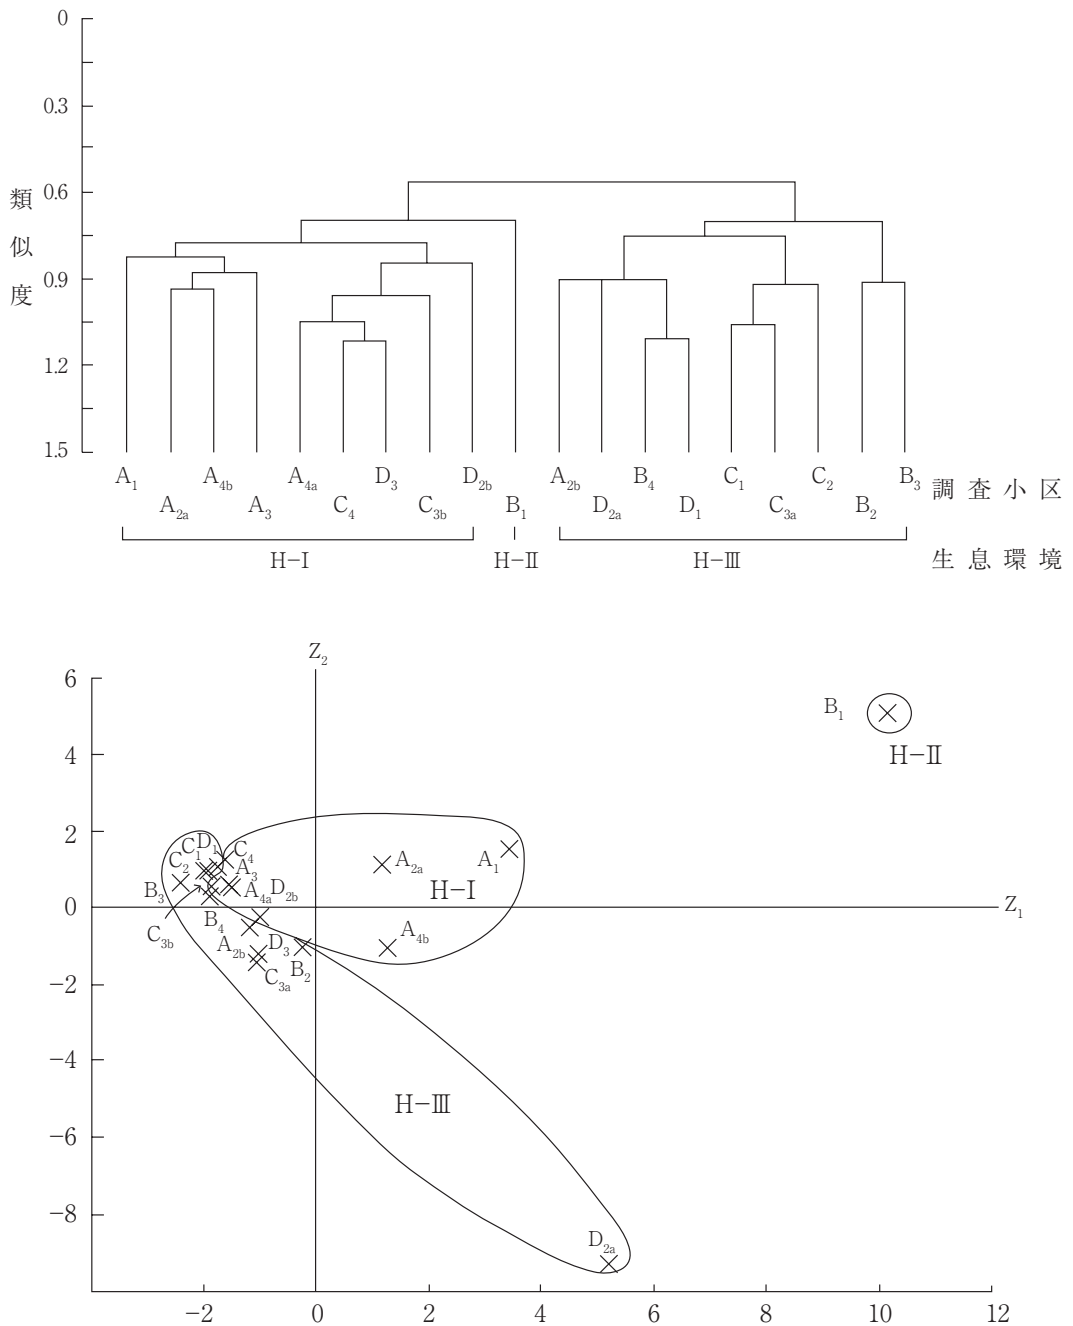 0
0.3
0.6
0.9
1.2
1.5
類似度
A₁ A₄b A₄a D₃ D₂b A₂b B₄ C₁ C₂ B₃ 調査小区
A₂a A₃ C₄ C₃b B₁ D₂a D₁ C₃a B₂
H-Ⅰ H-Ⅱ H-Ⅲ 生息環境
Z₂
6
B₁
4 H-Ⅱ
2
C₁ D₁ C₄
C₂ A₃ A₂a A₁
B₃ A₄a D₂b H-Ⅰ
0 Z₁
B₄ A₄b
C₃b A₂b D₃ B₂
C₃a
-2
-4
H-Ⅲ
-6
-8
D₂a
-2 0 2 4 6 8 10 12